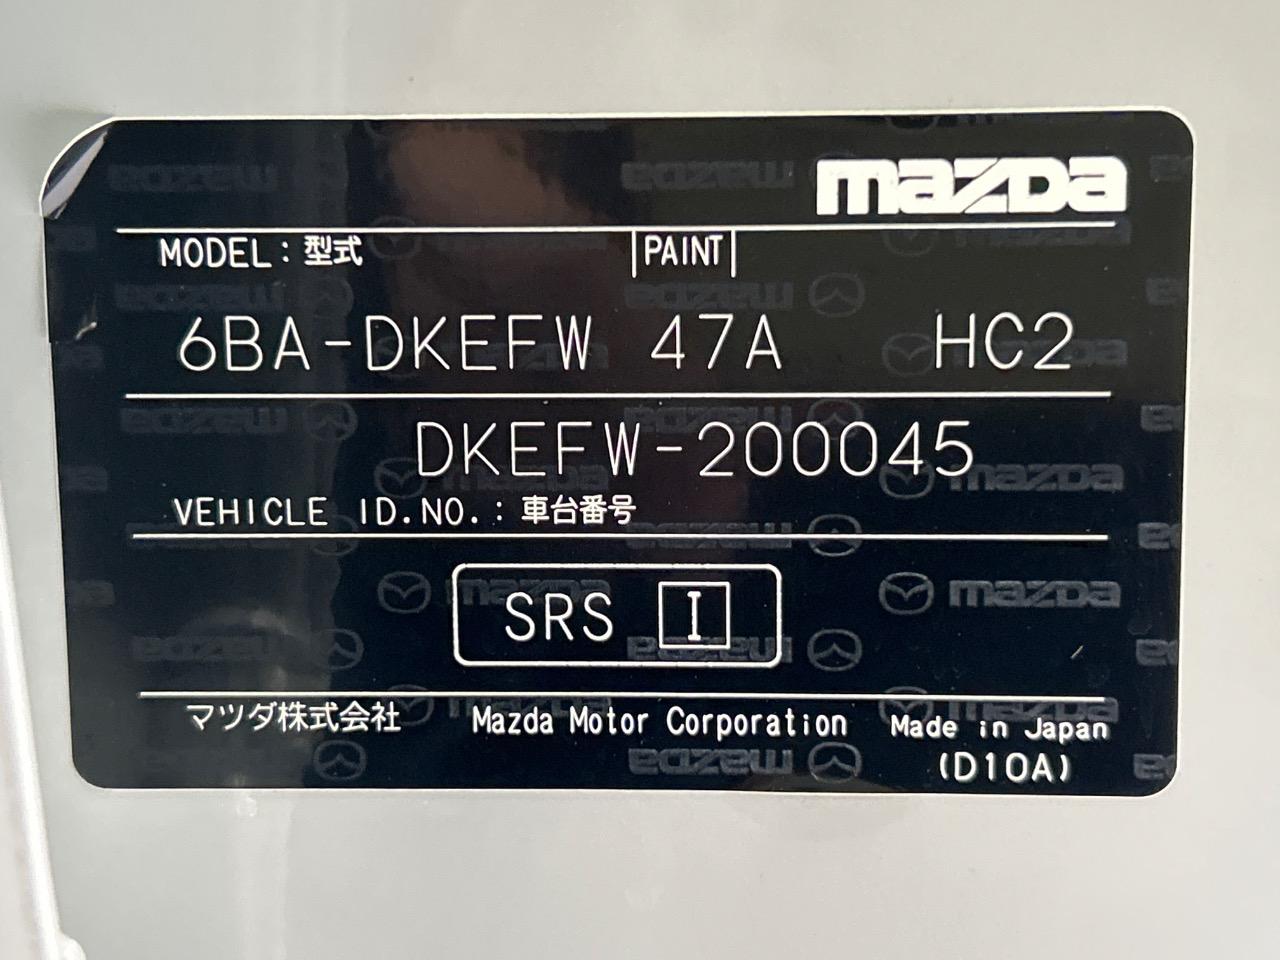 mazda
MODEL：型式 PAINT
6BA-DKEFW 47A HC2
DKEFW-200045
VEHICLE ID.NO.：車台番号
SRS I
マツダ株式会社 Mazda Motor Corporation Made in Japan
(D10A)